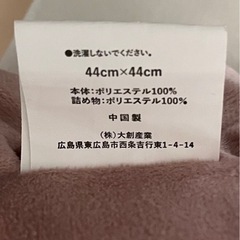 ●洗濯しないでください。
44cm×44cm
本体：ポリエステル100%
詰め物：ポリエステル100%
中国製
(株)大創産業
広島県東広島市西条吉行東1-4-14